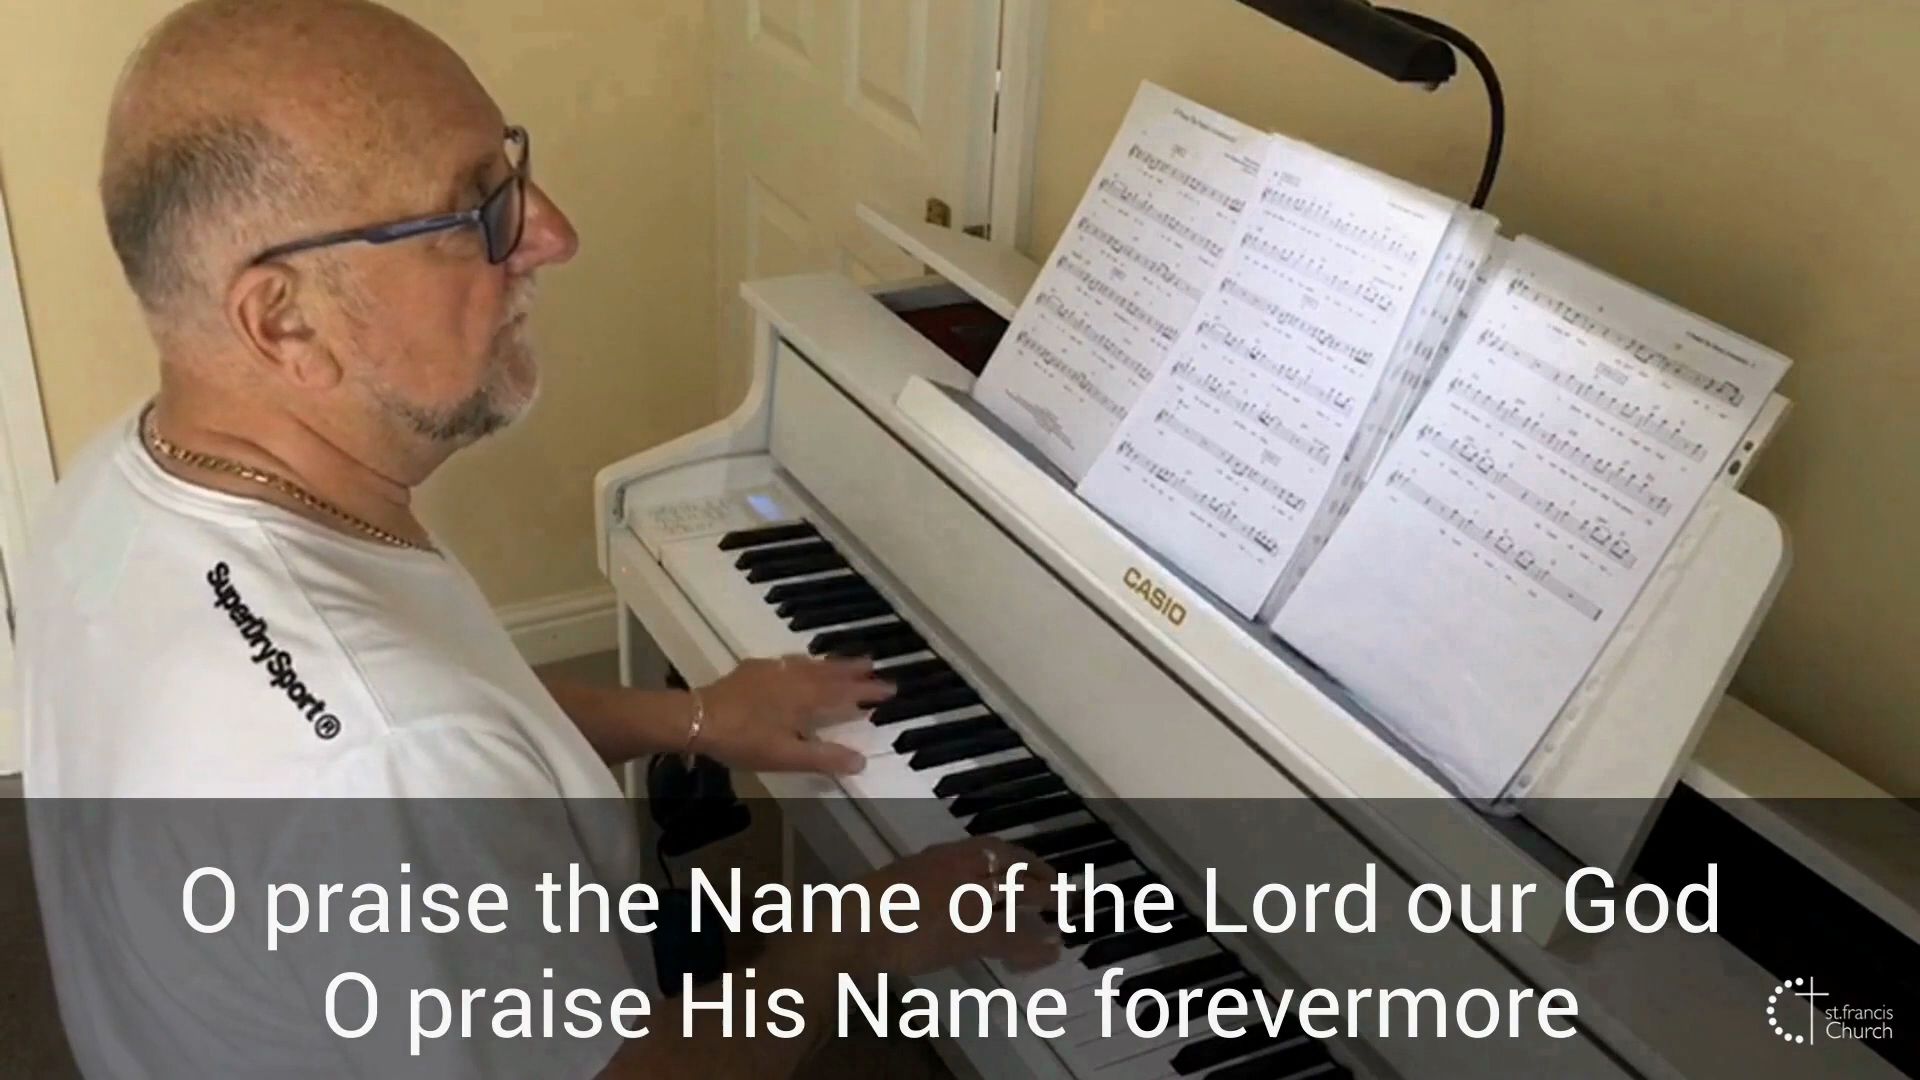 SuperDrySport®
CASIO
O praise the Name of the Lord our God
O praise His Name forevermore
st.francis
Church